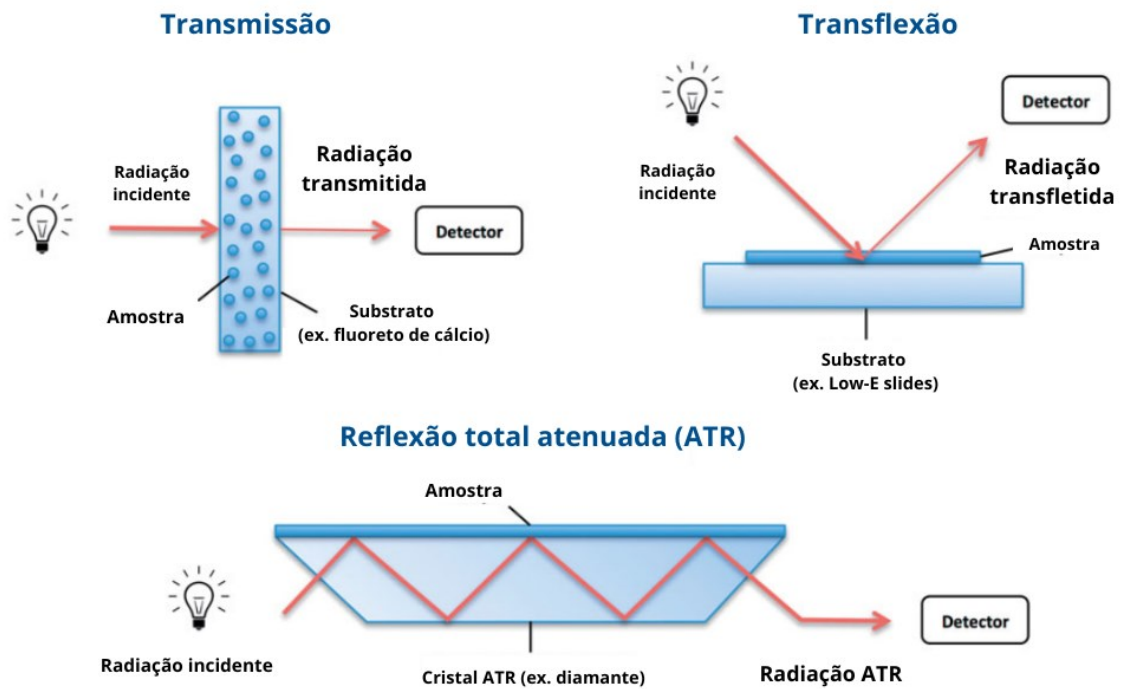 Transmissão
Radiação
incidente
Radiação
transmitida
Detector
Amostra
Substrato
(ex. fluoreto de cálcio)
Transflexão
Detector
Radiação
incidente
Radiação
transfletida
Amostra
Substrato
(ex. Low-E slides)
Reflexão total atenuada (ATR)
Amostra
Detector
Radiação incidente
Cristal ATR (ex. diamante)
Radiação ATR